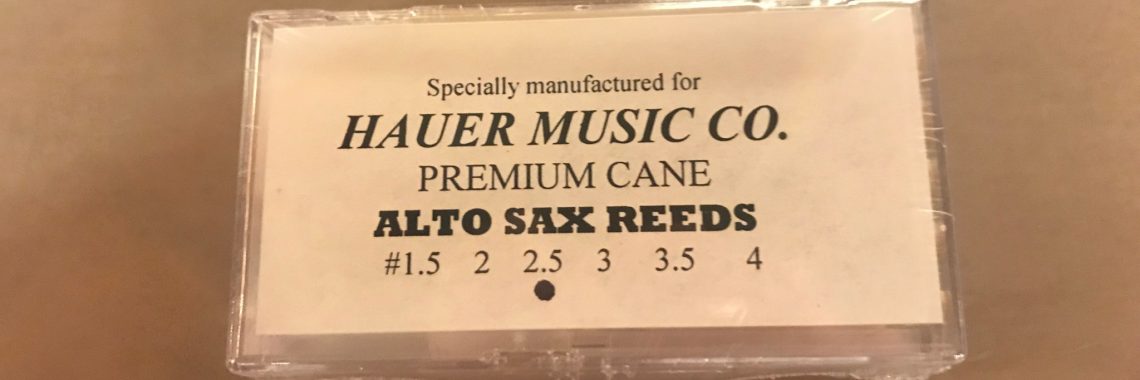 Specially manufactured for
HAUER MUSIC CO.
PREMIUM CANE
ALTO SAX REEDS
#1.5 2 2.5 3 3.5 4